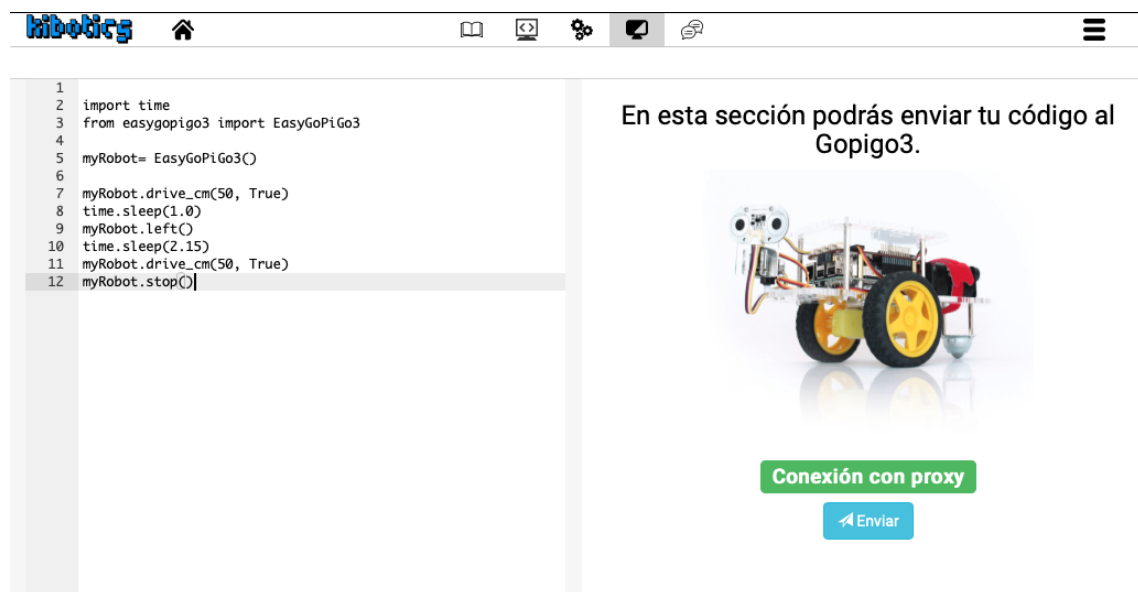 kibotics
1
2 import time
3 from easygopigo3 import EasyGoPiGo3
4
5 myRobot= EasyGoPiGo3()
6
7 myRobot.drive_cm(50, True)
8 time.sleep(1.0)
9 myRobot.left()
10 time.sleep(2.15)
11 myRobot.drive_cm(50, True)
12 myRobot.stop()
En esta sección podrás enviar tu código al
Gopigo3.
Conexión con proxy
Enviar